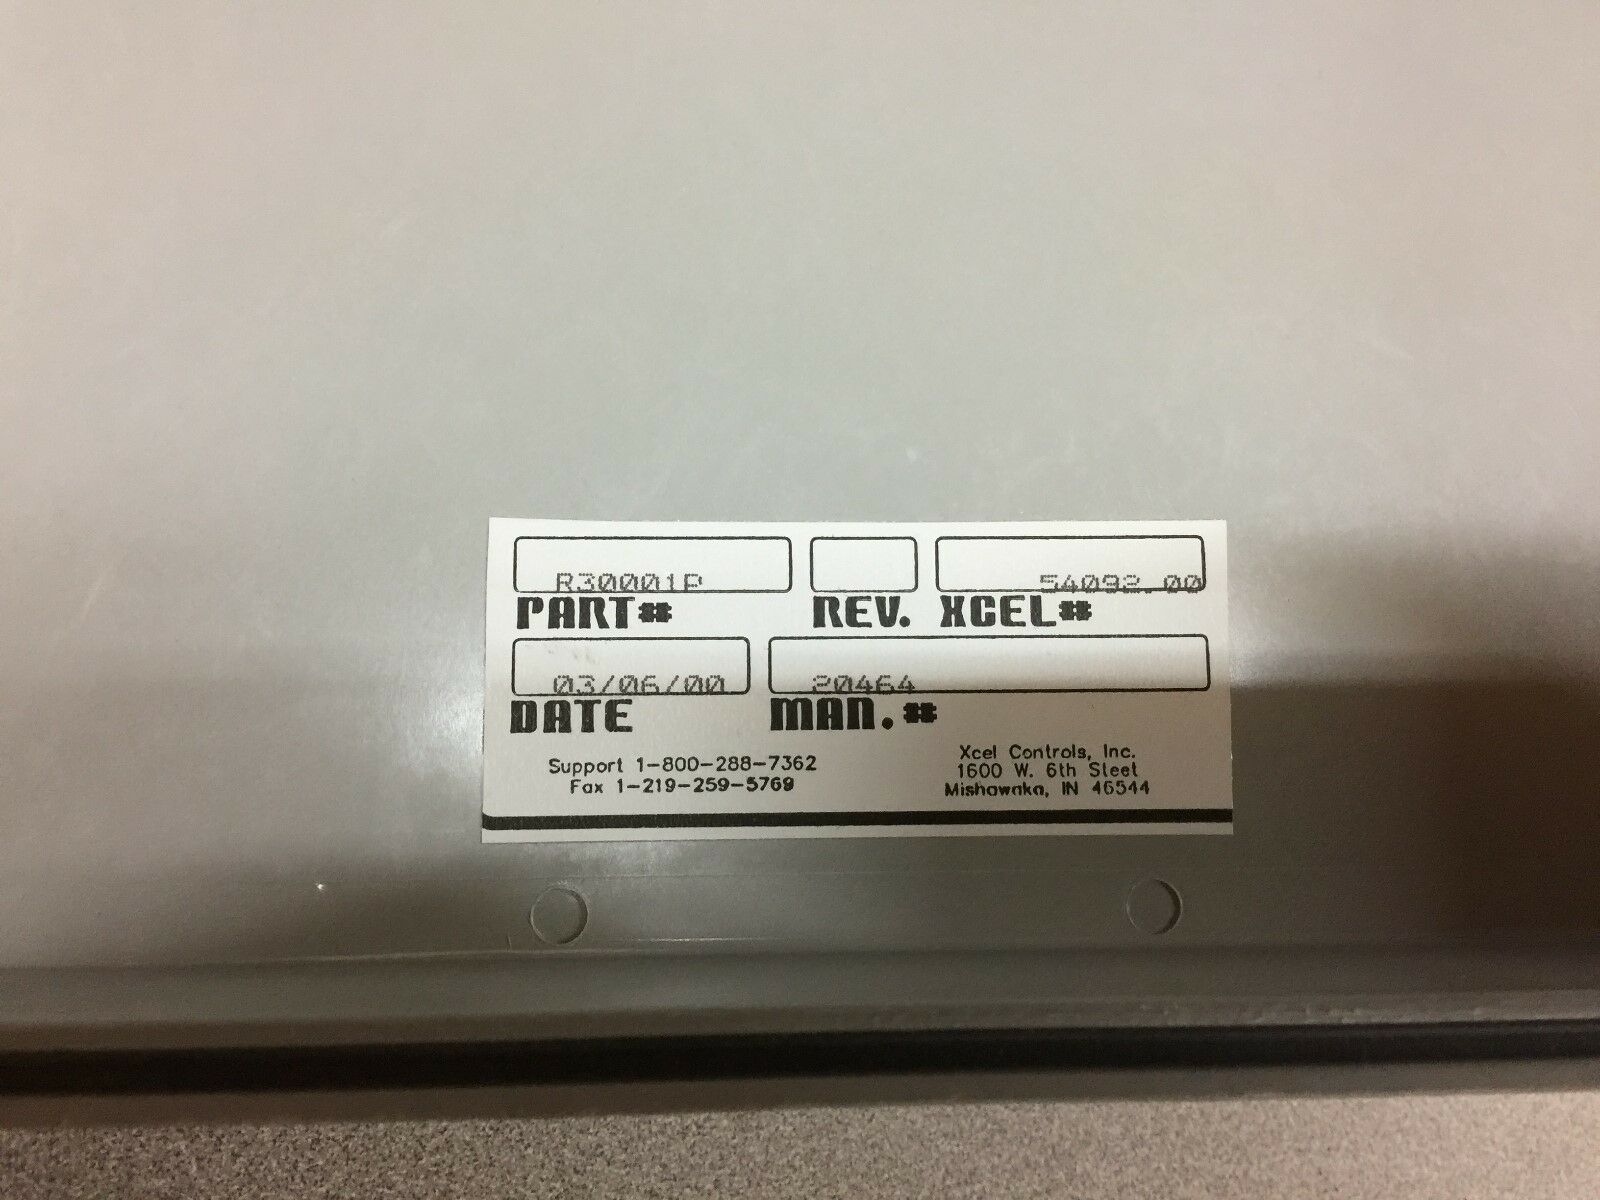 R30001P 54092.00
PART# REV. XCEL#
03/06/00 20464
DATE MAN.#
Support 1-800-288-7362
Fax 1-219-259-5769
Xcel Controls, Inc.
1600 W. 6th Steet
Mishawaka, IN 46544